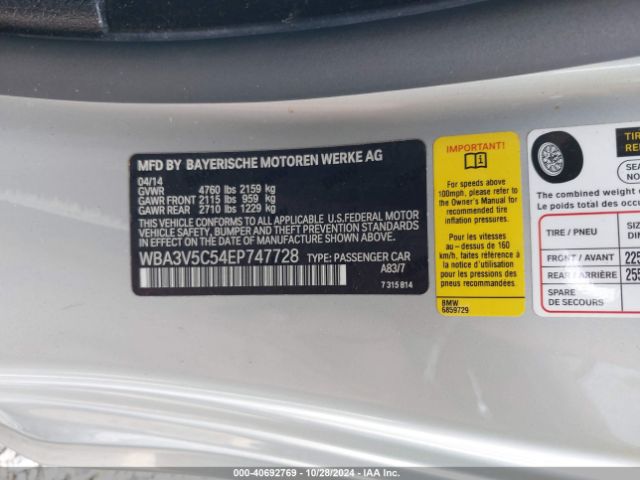 MFD BY BAYERISCHE MOTOREN WERKE AG
04/14
GVWR 4760 lbs 2159 kg
GAWR FRONT 2115 lbs 959 kg
GAWR REAR 2710 lbs 1229 kg
THIS VEHICLE CONFORMS TO ALL APPLICABLE U.S. FEDERAL MOTOR
VEHICLE SAFETY, BUMPER, AND THEFT PREVENTION STANDARDS
IN EFFECT ON THE DATE OF MANUFACTURE SHOWN ABOVE.
WBA3V5C54EP747728 TYPE: PASSENGER CAR
A83/7
7 315 814
IMPORTANT!
For speeds above
100mph, please refer to
the Owner's Manual for
recommended tire
inflation pressures.
Pour les vitesses
au – dessus de 160
km/h, faites référence à
la notice d'utilisation
pour les pressions de
pneus recommandées.
BMW
6859729
TIR
RE
SEA
NO
The combined weight
Le poids total des occu
TIRE / PNEU
SI
DIM
FRONT / AVANT 225
REAR / ARRIÈRE 255
SPARE
DE SECOURS
000-40692769 - 10/28/2024 - IAA Inc.